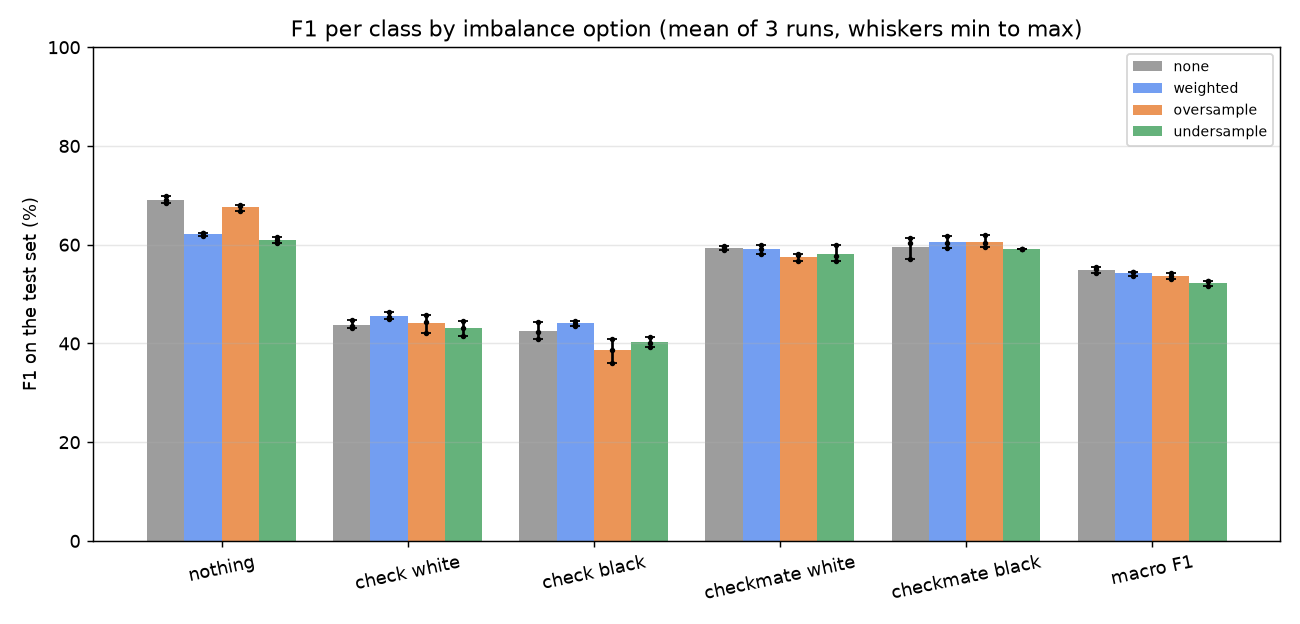 F1 per class by imbalance option (mean of 3 runs, whiskers min to max)
F1 on the test set (%)
100
80
60
40
20
0
none
weighted
oversample
undersample
nothing
check white
check black
checkmate white
checkmate black
macro F1